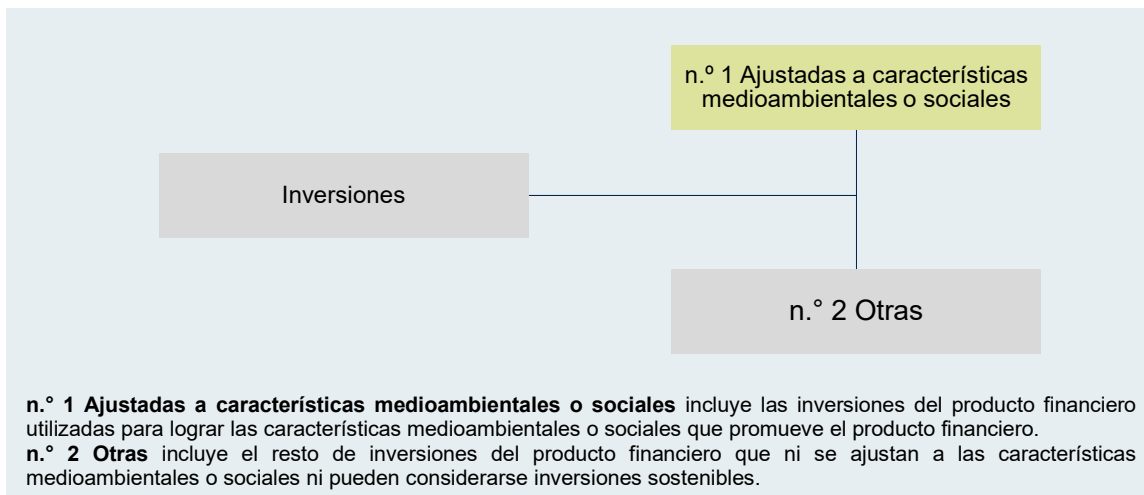 n.º 1 Ajustadas a características
medioambientales o sociales
Inversiones
n.° 2 Otras
n.° 1 Ajustadas a características medioambientales o sociales incluye las inversiones del producto financiero
utilizadas para lograr las características medioambientales o sociales que promueve el producto financiero.
n.° 2 Otras incluye el resto de inversiones del producto financiero que ni se ajustan a las características
medioambientales o sociales ni pueden considerarse inversiones sostenibles.